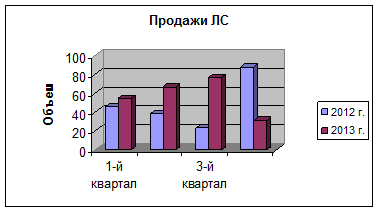 Продажи ЛС
Объем
100
80
60
40
20
0
1-й
квартал
3-й
квартал
2012 г.
2013 г.